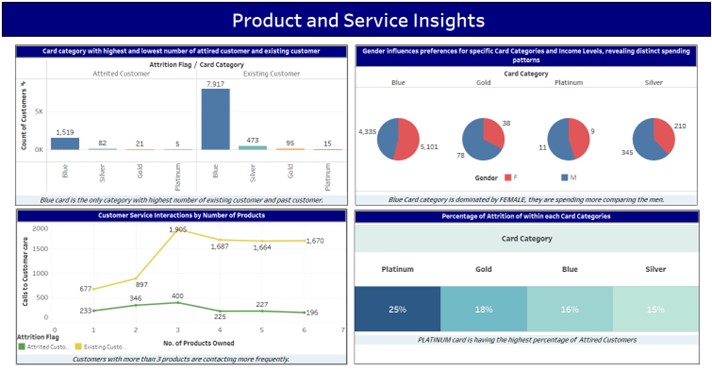 Product and Service Insights
Card category with highest and lowest number of attired customer and existing customer
Attrition Flag / Card Category
Attrited Customer Existing Customer
Count of Customers
5K
0K
1,519
82
21
5
7,917
473
95
15
Blue
Silver
Gold
Platinum
Blue
Silver
Gold
Platinum
Blue card is the only category with highest number of existing customer and past customer.
Gender influences preferences for specific Card Categories and Income Levels, revealing distinct spending
patterns
Card Category
Blue Gold Platinum Silver
4,335
5,101
38
78
9
11
210
345
Gender F M
Blue Card category is dominated by FEMALE, they are spending more comparing the men.
Customer Service Interactions by Number of Products
Calls to Customer care
2000
1500
1000
500
0
677
897
1,905
1,687
1,664
1,670
233
346
400
225
227
196
0 1 2 3 4 5 6 7
No. of Products Owned
Attrition Flag
Attrited Custo... Existing Custo...
Customers with more than 3 products are contacting more frequently.
Percentage of Attrition of within each Card Categories
Card Category
Platinum Gold Blue Silver
25% 18% 16% 15%
PLATINUM card is having the highest percentage of Attired Customers